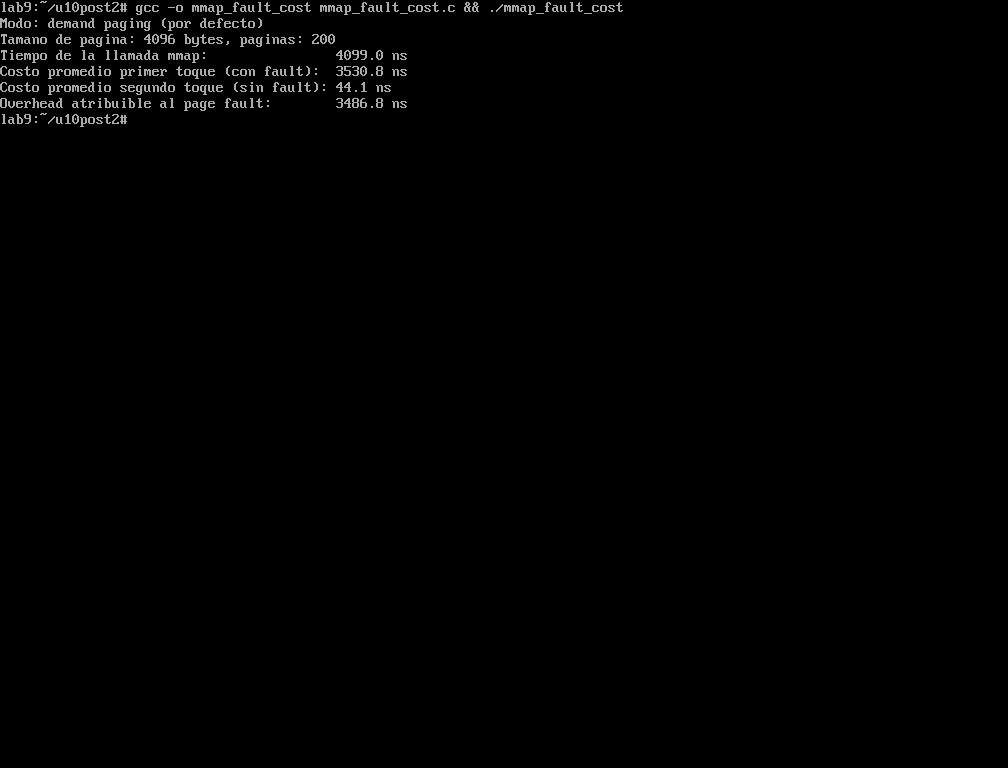 lab9:~/u10post2# gcc -o mmap_fault_cost mmap_fault_cost.c && ./mmap_fault_cost
Modo: demand paging (por defecto)
Tamano de pagina: 4096 bytes, paginas: 200
Tiempo de la llamada mmap:                4099.0 ns
Costo promedio primer toque (con fault):  3530.8 ns
Costo promedio segundo toque (sin fault): 44.1 ns
Overhead atribuible al page fault:        3486.8 ns
lab9:~/u10post2#